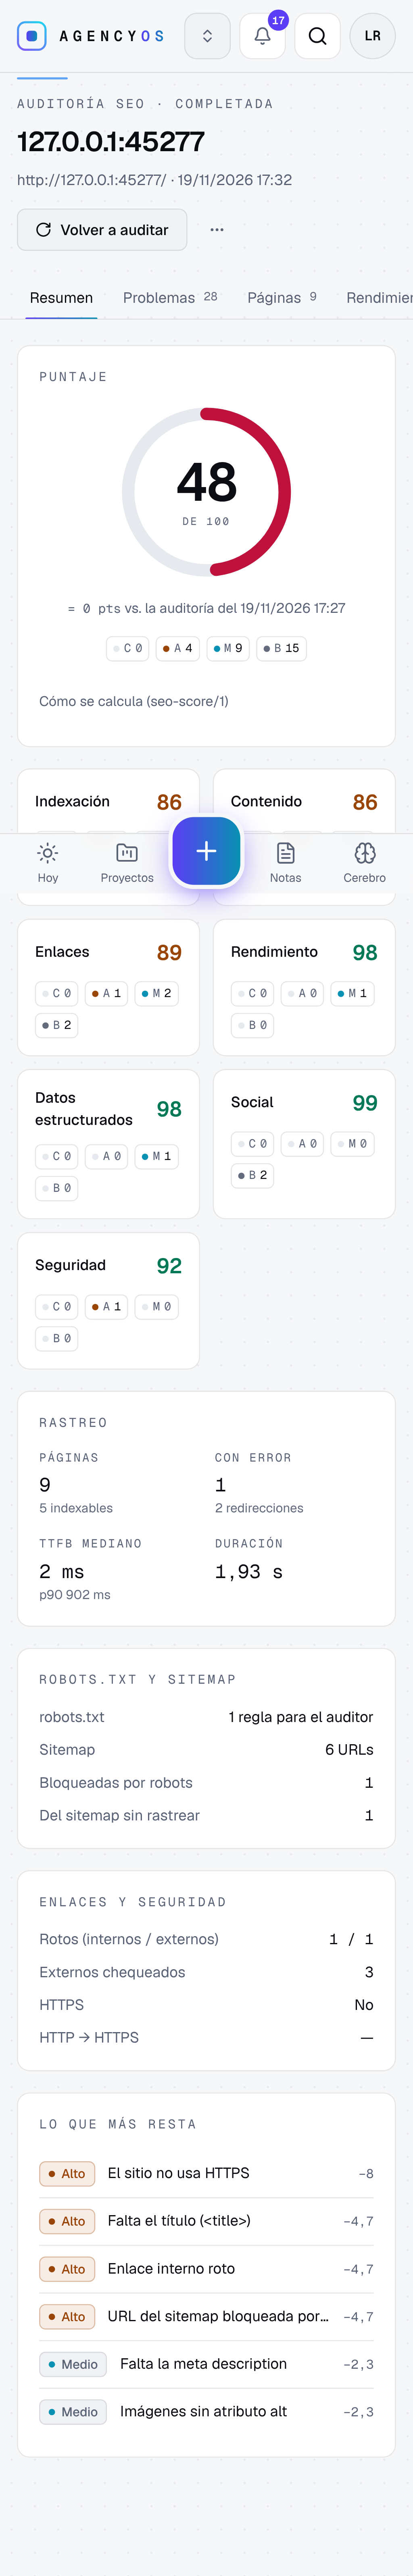 AGENCYOS
17
LR
AUDITORÍA SEO · COMPLETADA
127.0.0.1:45277
http://127.0.0.1:45277/ · 19/11/2026 17:32
Volver a auditar
Resumen
Problemas 28
Páginas 9
Rendimier
PUNTAJE
48
DE 100
= 0 pts vs. la auditoría del 19/11/2026 17:27
C 0
A 4
M 9
B 15
Cómo se calcula (seo-score/1)
Indexación 86
Contenido 86
Hoy
Proyectos
Notas
Cerebro
Enlaces 89
C 0
A 1
M 2
B 2
Rendimiento 98
C 0
A 0
M 1
B 0
Datos
estructurados 98
C 0
A 0
M 1
B 0
Social 99
C 0
A 0
M 0
B 2
Seguridad 92
C 0
A 1
M 0
B 0
RASTREO
PÁGINAS
9
5 indexables
CON ERROR
1
2 redirecciones
TTFB MEDIANO
2 ms
p90 902 ms
DURACIÓN
1,93 s
ROBOTS.TXT Y SITEMAP
robots.txt 1 regla para el auditor
Sitemap 6 URLs
Bloqueadas por robots 1
Del sitemap sin rastrear 1
ENLACES Y SEGURIDAD
Rotos (internos / externos) 1 / 1
Externos chequeados 3
HTTPS No
HTTP → HTTPS —
LO QUE MÁS RESTA
Alto El sitio no usa HTTPS −8
Alto Falta el título (<title>) −4,7
Alto Enlace interno roto −4,7
Alto URL del sitemap bloqueada por… −4,7
Medio Falta la meta description −2,3
Medio Imágenes sin atributo alt −2,3